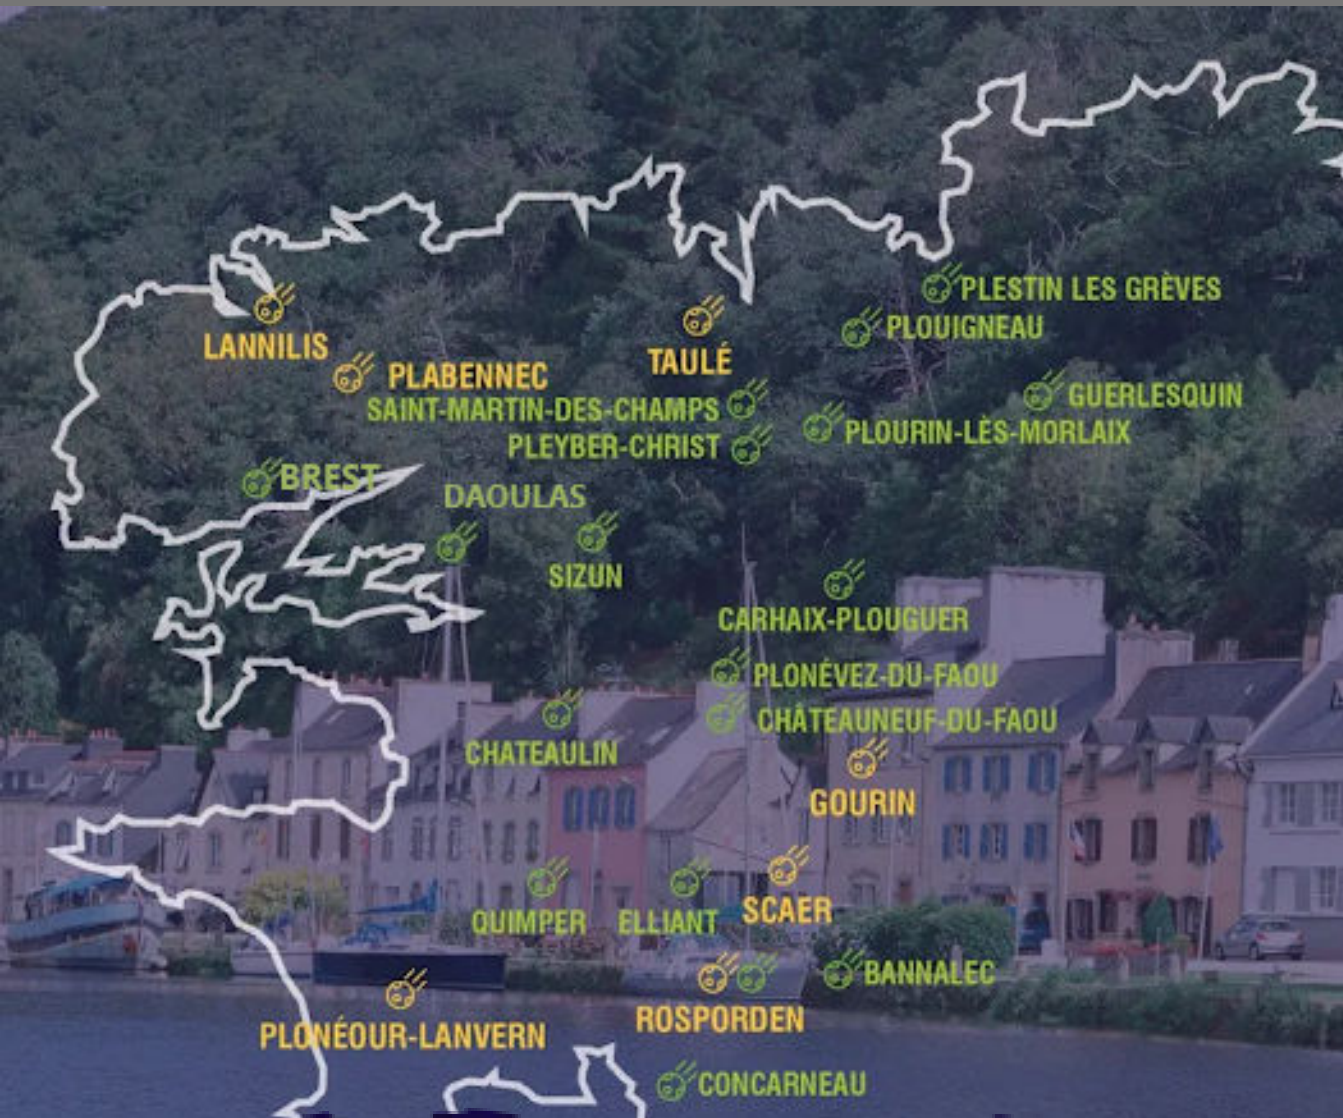 PLESTIN LES GRÈVES
PLOUIGNEAU
LANNILIS
TAULÉ
PLABENNEC
GUERLESQUIN
SAINT-MARTIN-DES-CHAMPS
PLOURIN-LÈS-MORLAIX
PLEYBER-CHRIST
BREST
DAOULAS
SIZUN
CARHAIX-PLOUGUER
PLONÉVEZ-DU-FAOU
CHÂTEAUNEUF-DU-FAOU
CHATEAULIN
GOURIN
QUIMPER
ELLIANT
SCAER
BANNALEC
ROSPORDEN
PLONÉOUR-LANVERN
CONCARNEAU